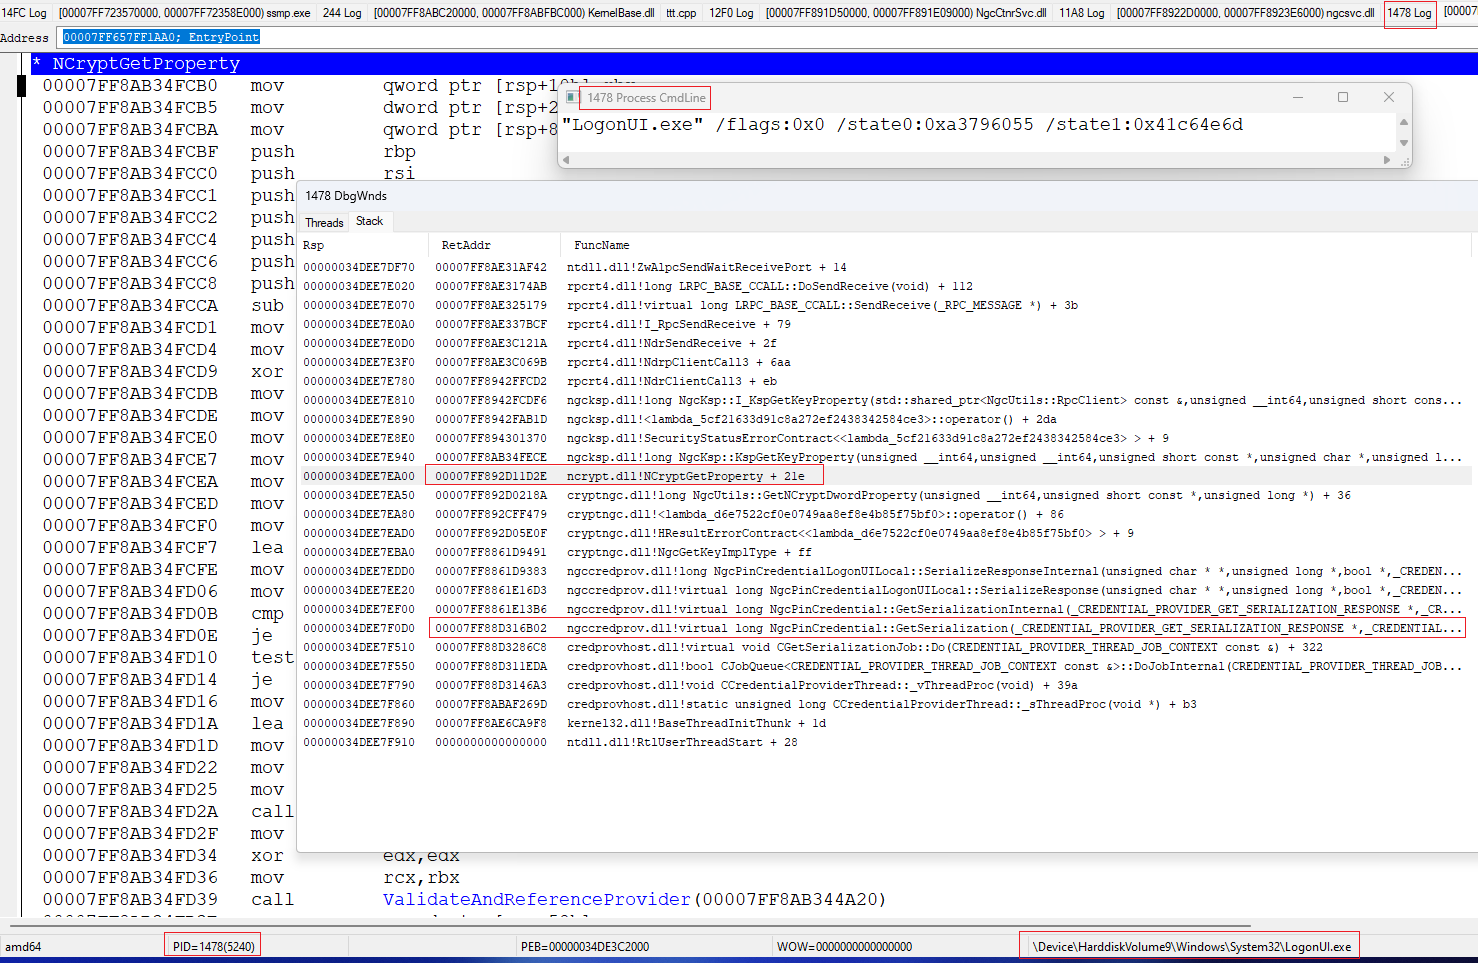 14FC Log [00007FF723570000, 00007FF72358E000) ssmp.exe 244 Log [00007FF8ABC20000, 00007FF8ABFBC000) KernelBase.dll ttt.cpp 12F0 Log [00007FF891D50000, 00007FF891E09000) NgcCtnrSvc.dll 11A8 Log [00007FF8922D0000, 00007FF8923E6000) ngcsvc.dll 1478 Log
Address 00007FF657FF1AA0; EntryPoint
* NCryptGetProperty
00007FF8AB34FCB0 mov qword ptr
00007FF8AB34FCB5 mov dword ptr
00007FF8AB34FCBA mov qword ptr
00007FF8AB34FCBF push rbp
00007FF8AB34FCC0 push rsi
00007FF8AB34FCC1 push
00007FF8AB34FCC2 push
00007FF8AB34FCC4 push
00007FF8AB34FCC6 push
00007FF8AB34FCC8 push
00007FF8AB34FCCA sub
00007FF8AB34FCD1 mov
00007FF8AB34FCD4 mov
00007FF8AB34FCD9 xor
00007FF8AB34FCDB mov
00007FF8AB34FCDE mov
00007FF8AB34FCE0 mov
00007FF8AB34FCE7 mov
00007FF8AB34FCEA mov
00007FF8AB34FCED mov
00007FF8AB34FCF0 mov
00007FF8AB34FCF7 lea
00007FF8AB34FCFE mov
00007FF8AB34FD06 mov
00007FF8AB34FD0B cmp
00007FF8AB34FD0E je
00007FF8AB34FD10 test
00007FF8AB34FD14 je
00007FF8AB34FD16 mov
00007FF8AB34FD1A lea
00007FF8AB34FD1D mov
00007FF8AB34FD22 mov
00007FF8AB34FD25 mov
00007FF8AB34FD2A call
00007FF8AB34FD2F mov
00007FF8AB34FD34 xor edx,edx
00007FF8AB34FD36 mov rcx,rbx
00007FF8AB34FD39 call ValidateAndReferenceProvider(00007FF8AB344A20)
1478 Process CmdLine
"LogonUI.exe" /flags:0x0 /state0:0xa3796055 /state1:0x41c64e6d
1478 DbgWnds
Threads Stack
Rsp RetAddr FuncName
00000034DEE7DF70 00007FF8AE31AF42 ntdll.dll!ZwAlpcSendWaitReceivePort + 14
00000034DEE7E020 00007FF8AE3174AB rpcrt4.dll!long LRPC_BASE_CCALL::DoSendReceive(void) + 112
00000034DEE7E070 00007FF8AE325179 rpcrt4.dll!virtual long LRPC_BASE_CCALL::SendReceive(_RPC_MESSAGE *) + 3b
00000034DEE7E0A0 00007FF8AE337BCF rpcrt4.dll!I_RpcSendReceive + 79
00000034DEE7E0D0 00007FF8AE3C121A rpcrt4.dll!NdrSendReceive + 2f
00000034DEE7E3F0 00007FF8AE3C069B rpcrt4.dll!NdrpClientCall3 + 6aa
00000034DEE7E780 00007FF8942FFCD2 rpcrt4.dll!NdrClientCall3 + eb
00000034DEE7E810 00007FF8942FCDF6 ngcksp.dll!long NgcKsp::I_KspGetKeyProperty(std::shared_ptr<NgcUtils::RpcClient> const &,unsigned __int64,unsigned short cons...
00000034DEE7E890 00007FF8942FAB1D ngcksp.dll!<lambda_5cf21633d91c8a272ef2438342584ce3>::operator() + 2da
00000034DEE7E8E0 00007FF894301370 ngcksp.dll!SecurityStatusErrorContract<<lambda_5cf21633d91c8a272ef2438342584ce3> > + 9
00000034DEE7E940 00007FF8AB34FECE ngcksp.dll!long NgcKsp::KspGetKeyProperty(unsigned __int64,unsigned __int64,unsigned short const *,unsigned char *,unsigned l...
00000034DEE7EA00 00007FF892D11D2E ncrypt.dll!NCryptGetProperty + 21e
00000034DEE7EA50 00007FF892D0218A cryptngc.dll!long NgcUtils::GetNCryptDwordProperty(unsigned __int64,unsigned short const *,unsigned long *) + 36
00000034DEE7EA80 00007FF892CFF479 cryptngc.dll!<lambda_d6e7522cf0e0749aa8ef8e4b85f75bf0>::operator() + 86
00000034DEE7EAD0 00007FF892D05E0F cryptngc.dll!HResultErrorContract<<lambda_d6e7522cf0e0749aa8ef8e4b85f75bf0> > + 9
00000034DEE7EBA0 00007FF8861D9491 cryptngc.dll!NgcGetKeyImplType + ff
00000034DEE7EDD0 00007FF8861D9383 ngccredprov.dll!long NgcPinCredentialLogonUILocal::SerializeResponseInternal(unsigned char * *,unsigned long *,bool *,_CREDEN...
00000034DEE7EE20 00007FF8861E16D3 ngccredprov.dll!virtual long NgcPinCredentialLogonUILocal::SerializeResponse(unsigned char * *,unsigned long *,bool *,_CREDEN...
00000034DEE7EF00 00007FF8861E13B6 ngccredprov.dll!virtual long NgcPinCredential::GetSerializationInternal(_CREDENTIAL_PROVIDER_GET_SERIALIZATION_RESPONSE *,_CR...
00000034DEE7F0D0 00007FF88D316B02 ngccredprov.dll!virtual long NgcPinCredential::GetSerialization(_CREDENTIAL_PROVIDER_GET_SERIALIZATION_RESPONSE *,_CREDENTIAL...
00000034DEE7F510 00007FF88D3286C8 credprovhost.dll!virtual void CGetSerializationJob::Do(CREDENTIAL_PROVIDER_THREAD_JOB_CONTEXT const &) + 322
00000034DEE7F550 00007FF88D311EDA credprovhost.dll!bool CJobQueue<CREDENTIAL_PROVIDER_THREAD_JOB_CONTEXT const &>::DoJobInternal(CREDENTIAL_PROVIDER_THREAD_JOB...
00000034DEE7F790 00007FF88D3146A3 credprovhost.dll!void CCredentialProviderThread::_vThreadProc(void) + 39a
00000034DEE7F860 00007FF8ABAF269D credprovhost.dll!static unsigned long CCredentialProviderThread::_sThreadProc(void *) + b3
00000034DEE7F890 00007FF8AE6CA9F8 kernel32.dll!BaseThreadInitThunk + 1d
00000034DEE7F910 0000000000000000 ntdll.dll!RtlUserThreadStart + 28
amd64 PID=1478(5240) PEB=00000034DE3C2000 WOW=0000000000000000 \Device\HarddiskVolume9\Windows\System32\LogonUI.exe